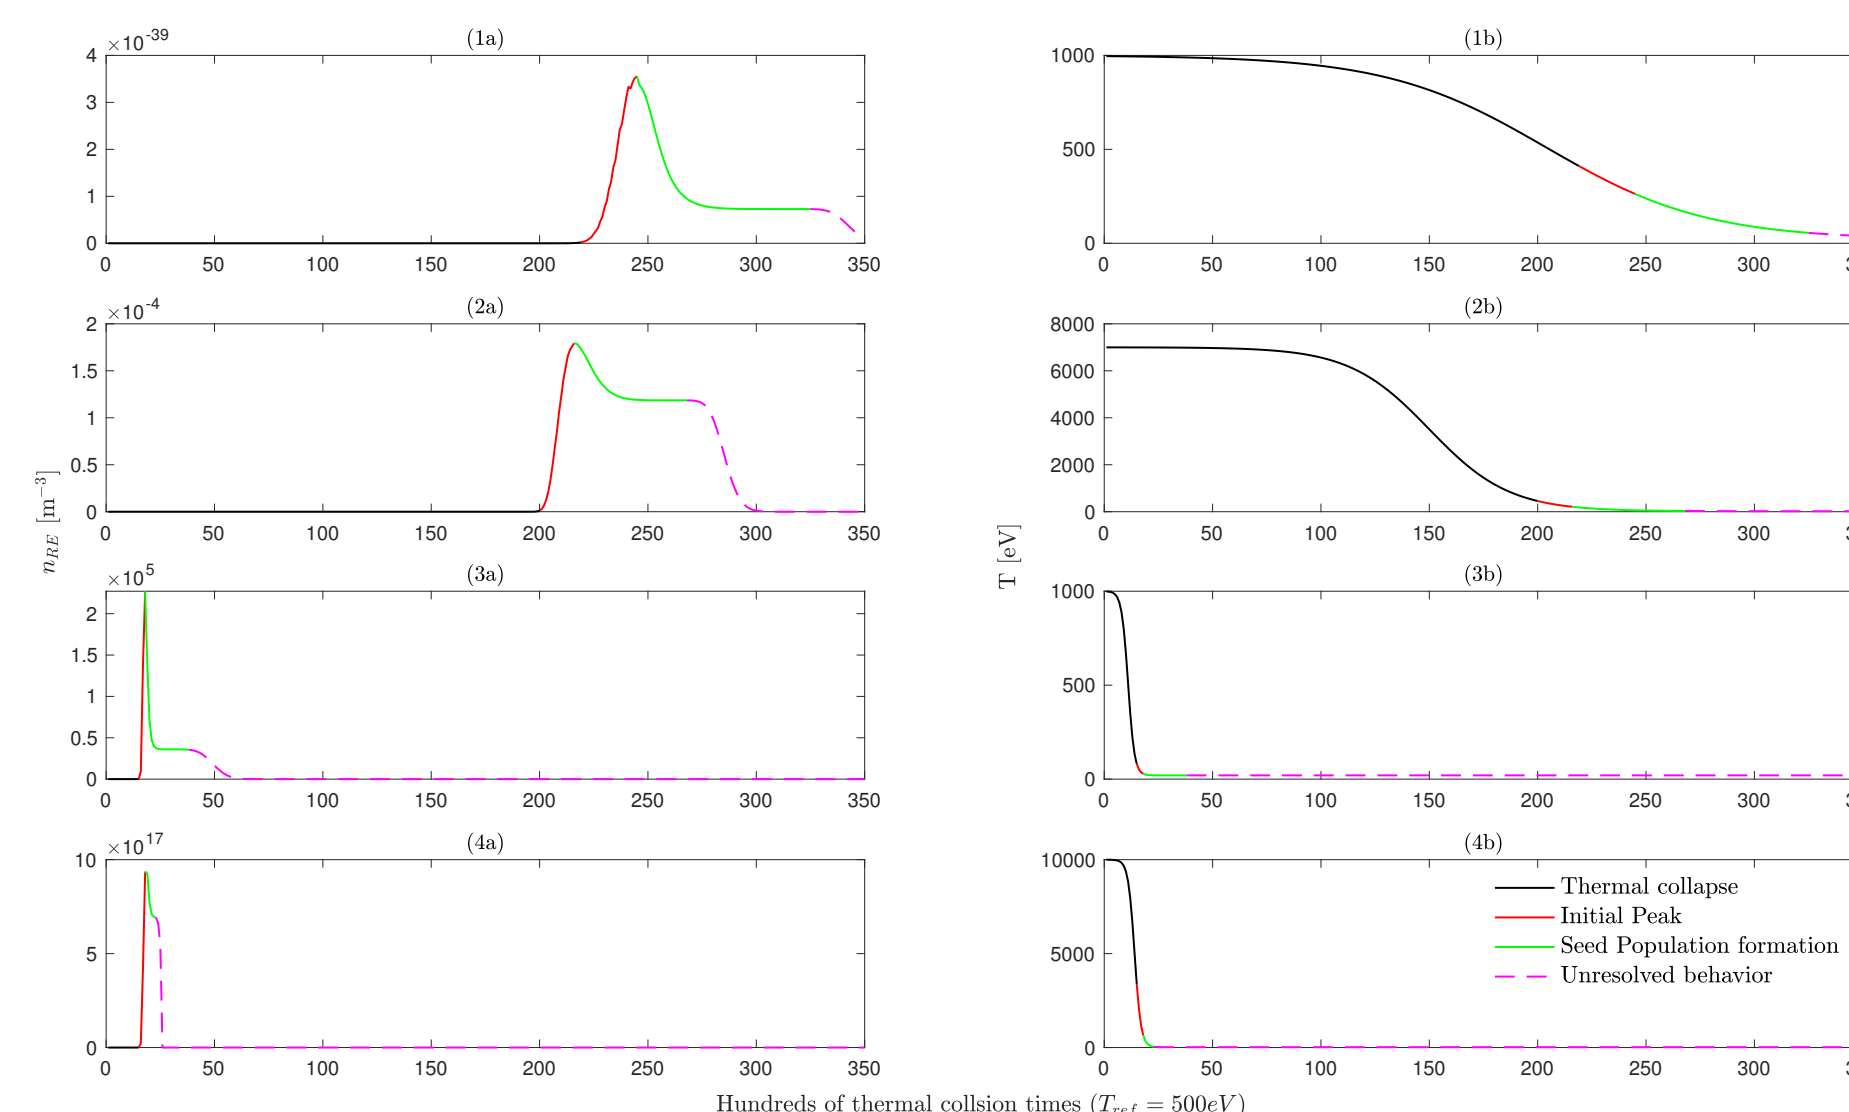 (1a)
×10^-39
4
3
2
1
0
0 50 100 150 200 250 300 350
(1b)
1000
500
0
0 50 100 150 200 250 300
(2a)
×10^-4
2
1.5
1
0.5
0
0 50 100 150 200 250 300 350
(2b)
8000
6000
4000
2000
0
0 50 100 150 200 250 300
n_RE [m^-3]
T [eV]
(3a)
×10^5
2
1.5
1
0.5
0
0 50 100 150 200 250 300 350
(3b)
1000
500
0
0 50 100 150 200 250 300
(4a)
×10^17
10
5
0
0 50 100 150 200 250 300 350
(4b)
10000
5000
0
0 50 100 150 200 250 300
Thermal collapse
Initial Peak
Seed Population formation
Unresolved behavior
Hundreds of thermal collsion times (T_ref = 500eV)